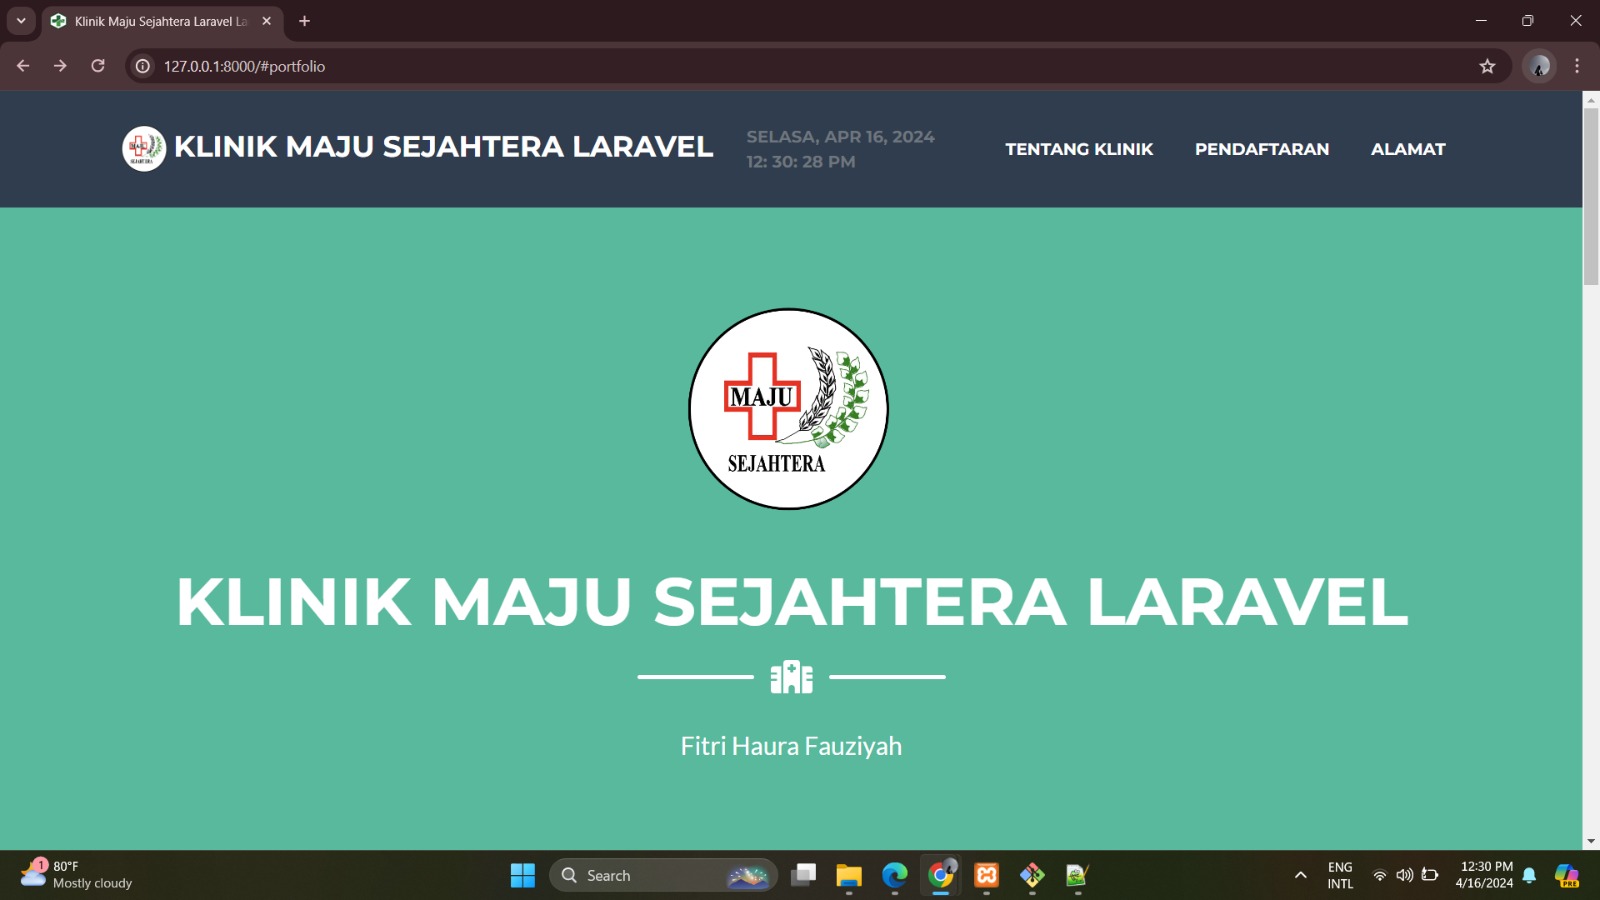 Klinik Maju Sejahtera Laravel La
127.0.0.1:8000/#portfolio
KLINIK MAJU SEJAHTERA LARAVEL
SELASA, APR 16, 2024
12: 30: 28 PM
TENTANG KLINIK
PENDAFTARAN
ALAMAT
MAJU
SEJAHTERA
KLINIK MAJU SEJAHTERA LARAVEL
Fitri Haura Fauziyah
1
80°F
Mostly cloudy
Search
ENG
INTL
12:30 PM
4/16/2024
PRE